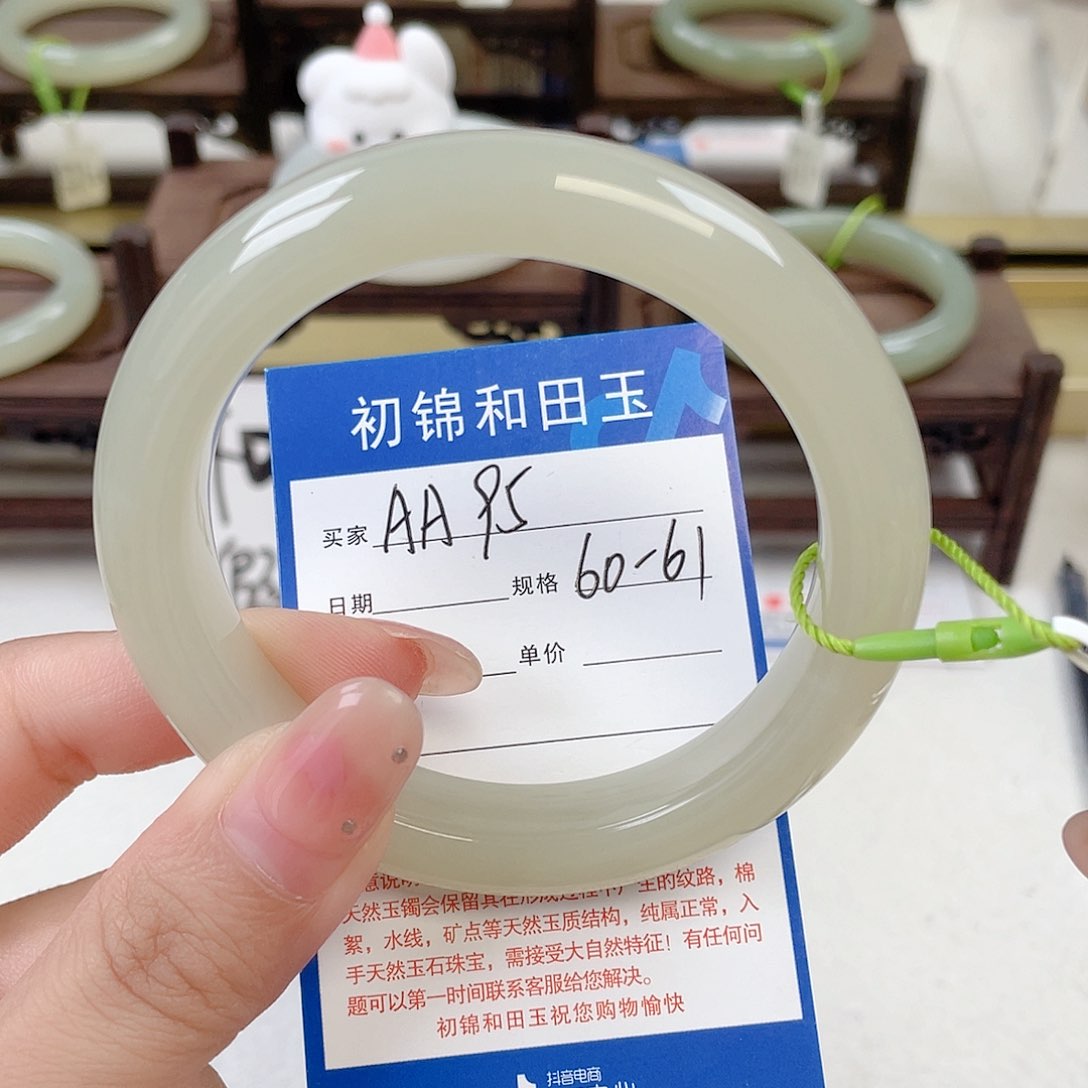 初锦和田玉
买家 AA 95
日期 规格 60-61
单价
天然玉镯会保留其在形成过程中产生的纹路，棉
絮，水线，矿点等天然玉质结构，纯属正常，入
手天然玉石珠宝，需接受大自然特征！有任何问
题可以第一时间联系客服给您解决。
初锦和田玉祝您购物愉快
抖音电商